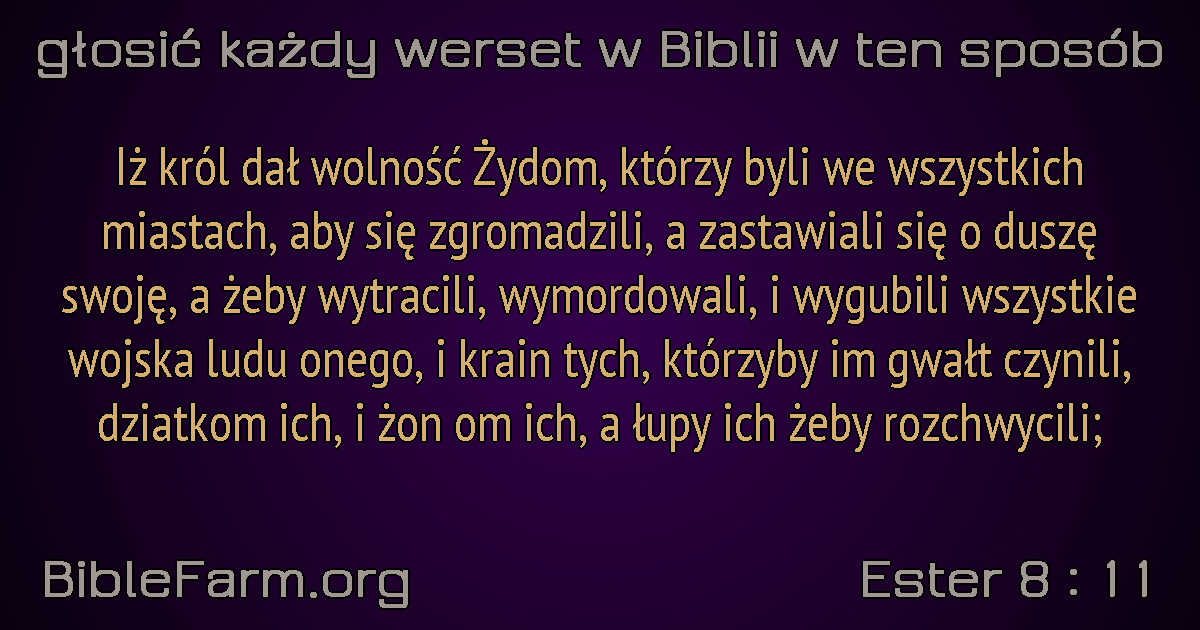 głosić każdy werset w Biblii w ten sposób
Iż król dał wolność Żydom, którzy byli we wszystkich
miastach, aby się zgromadzili, a zastawiali się o duszę
swoję, a żeby wytracili, wymordowali, i wygubili wszystkie
wojska ludu onego, i krain tych, którzyby im gwałt czynili,
dziatkom ich, i żon om ich, a łupy ich żeby rozchwycili;
BibleFarm.org
Ester 8 : 11